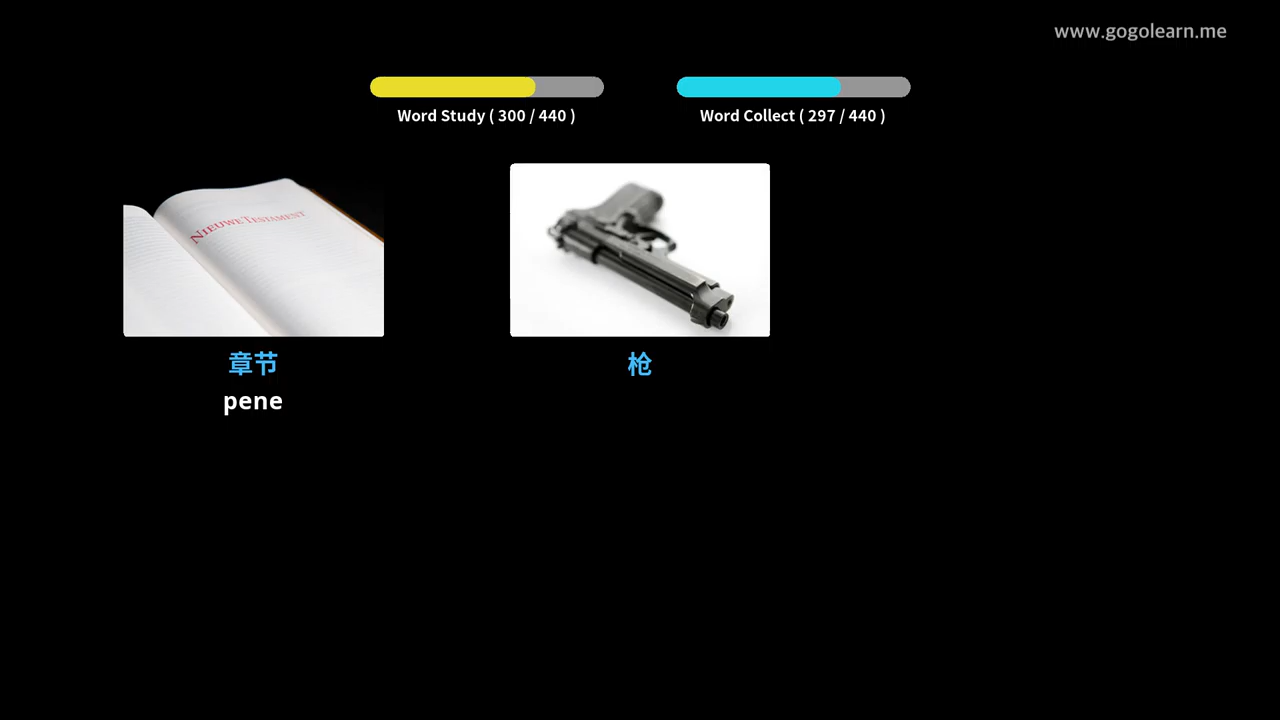 www.gogolearn.me
Word Study ( 300 / 440 )
Word Collect ( 297 / 440 )
NIEUWE TESTAMENT
章节
枪
pene